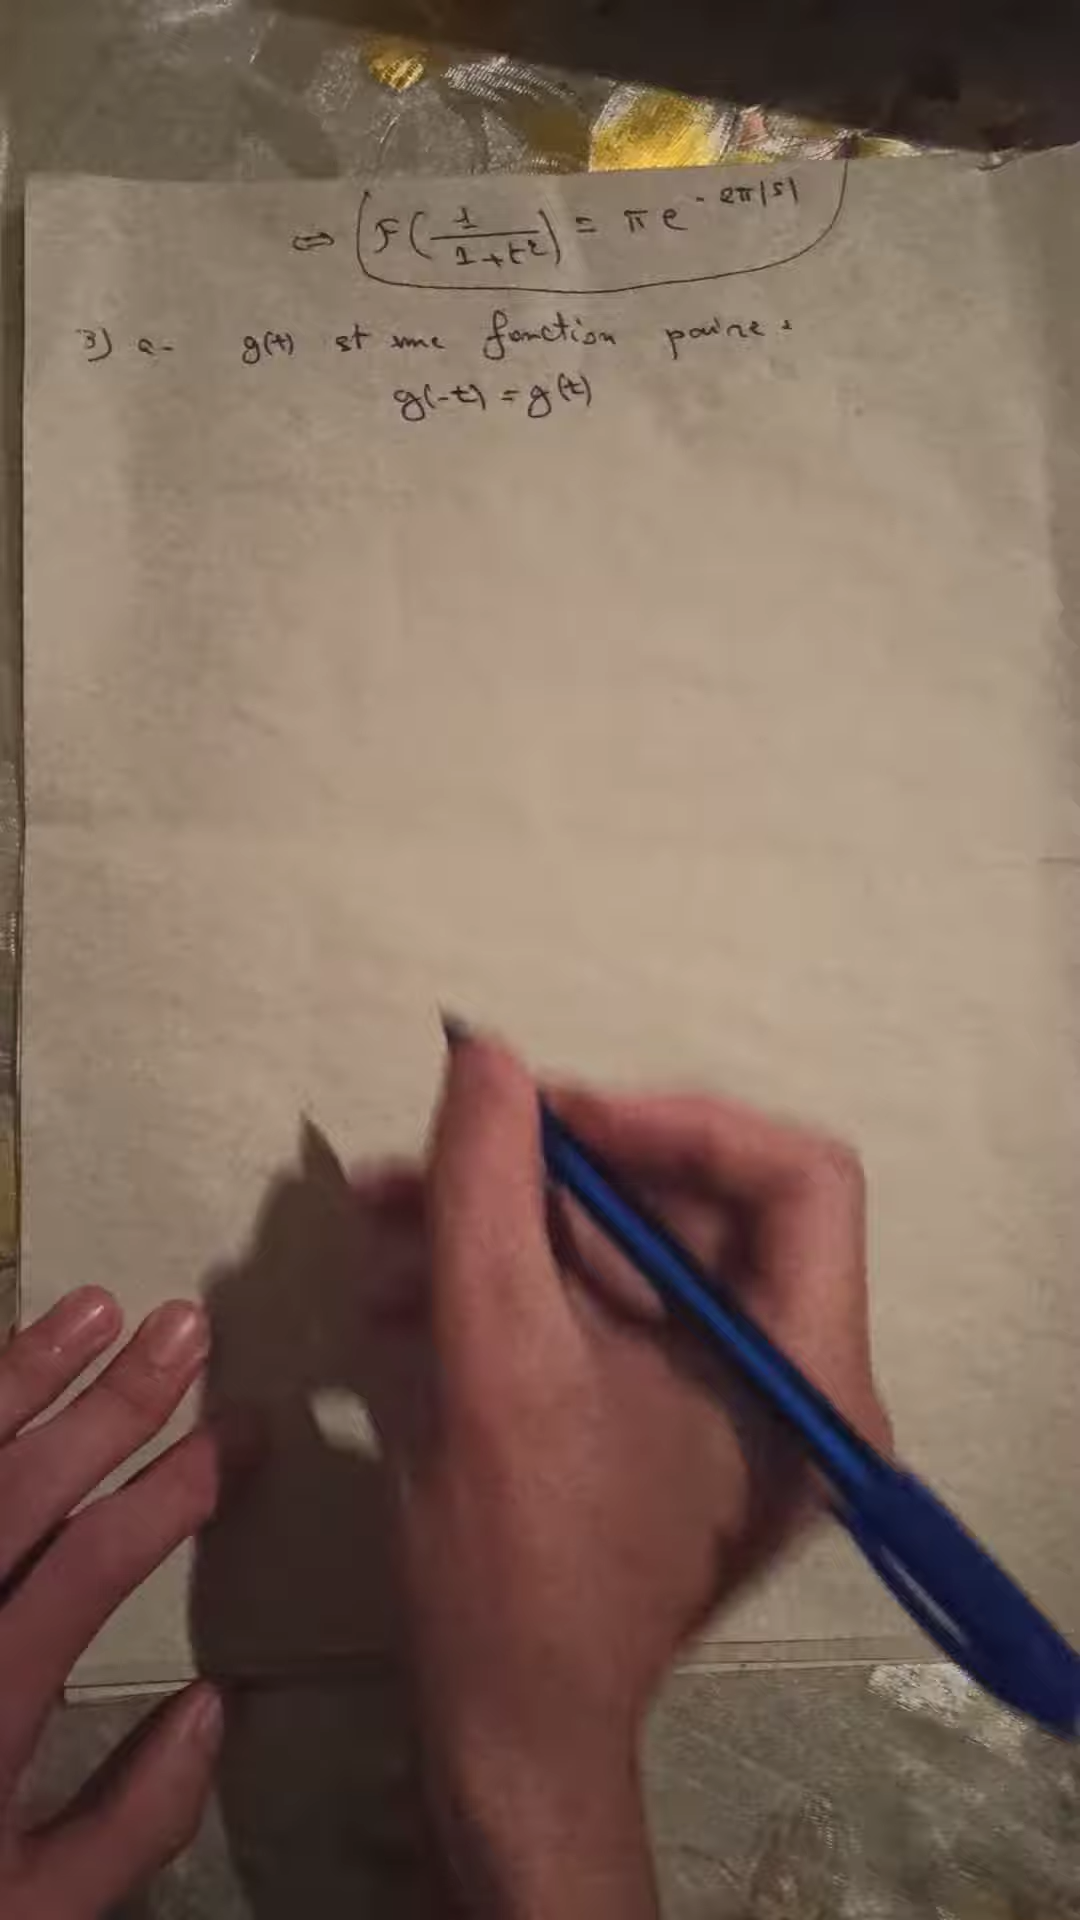 ⇔ F(1/(1+t²)) = π e^(-2π|s|)
3) a- g(t) st une fonction paire :
g(-t) = g(t)